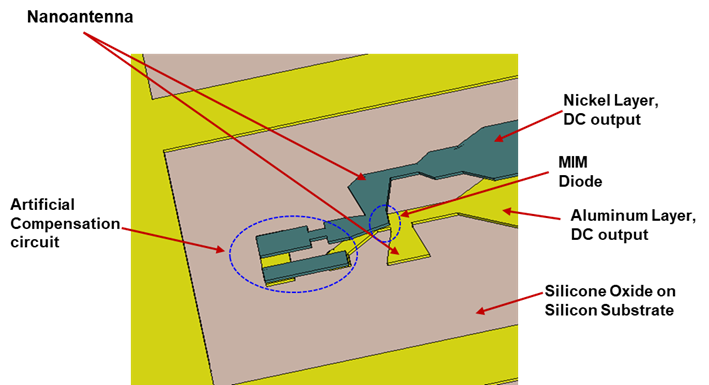 Nanoantenna
Nickel Layer,
DC output
MIM
Diode
Artificial
Compensation
circuit
Aluminum Layer,
DC output
Silicone Oxide on
Silicon Substrate